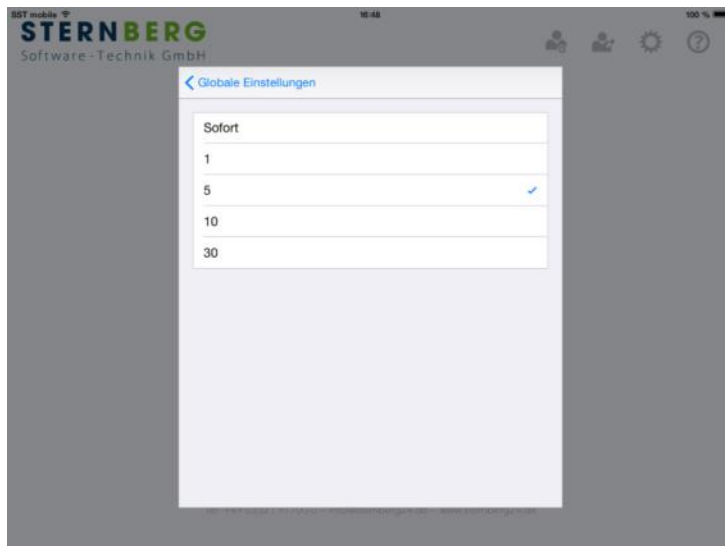 SST mobile 16:48 100 %
STERNBERG
Software-Technik GmbH
Globale Einstellungen
Sofort
1
5
10
30